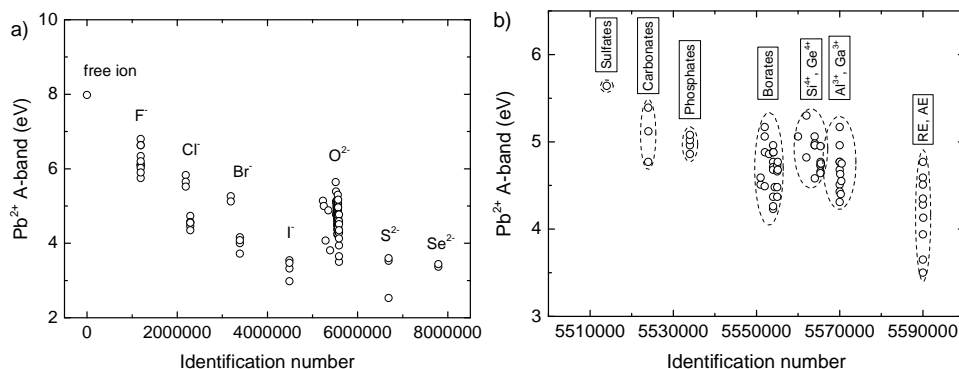 a)
10
8
6
4
2
Pb²⁺ A-band (eV)
free ion
F⁻
Cl⁻
Br⁻
I⁻
O²⁻
S²⁻
Se²⁻
0 2000000 4000000 6000000 8000000
Identification number
b)
6
5
4
3
Pb²⁺ A-band (eV)
Sulfates
Carbonates
Phosphates
Borates
Si⁴⁺, Ge⁴⁺
Al³⁺, Ga³⁺
RE, AE
5510000 5530000 5550000 5570000 5590000
Identification number